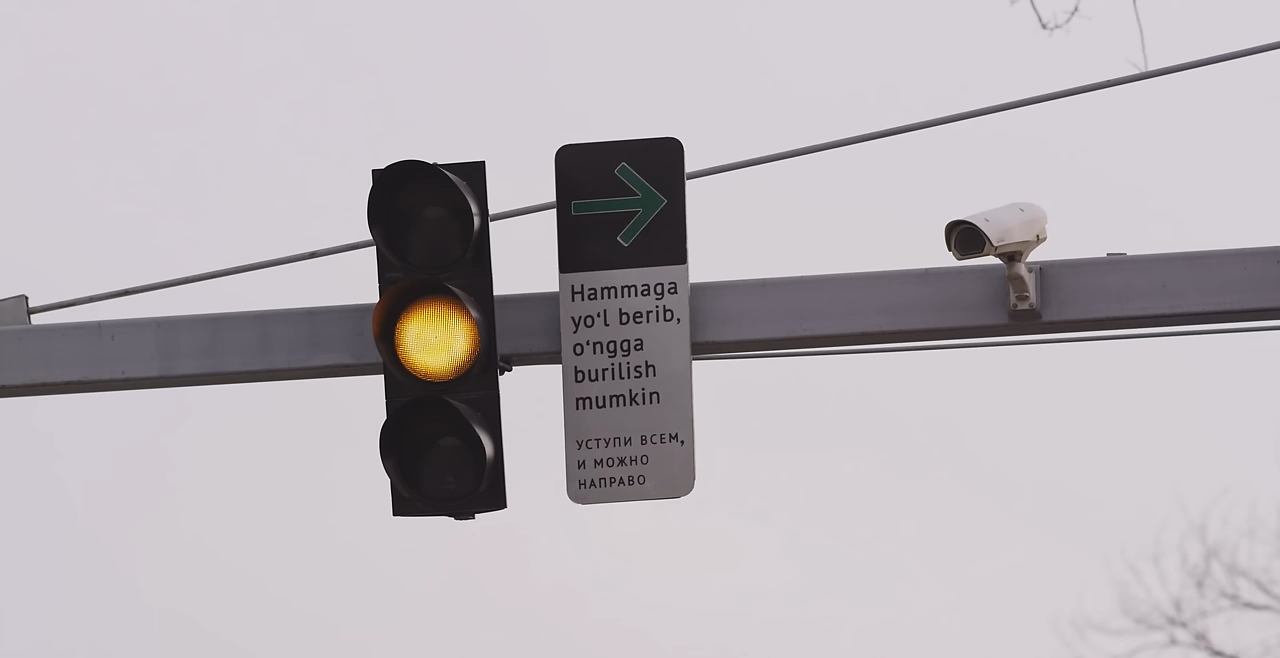 Hammaga
yo‘l berib,
o‘ngga
burilish
mumkin
УСТУПИ ВСЕМ,
И МОЖНО
НАПРАВО